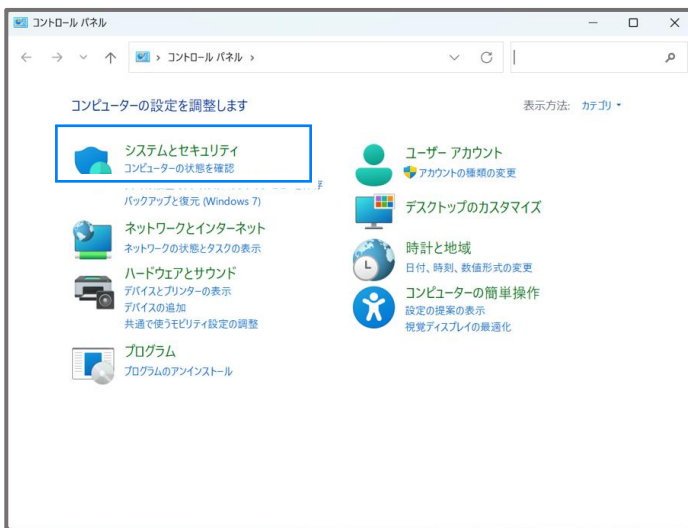 コントロール パネル
コントロール パネル
コンピューターの設定を調整します
表示方法: カテゴリ
システムとセキュリティ
コンピューターの状態を確認
バックアップと復元 (Windows 7)
ネットワークとインターネット
ネットワークの状態とタスクの表示
ハードウェアとサウンド
デバイスとプリンターの表示
デバイスの追加
共通で使うモビリティ設定の調整
プログラム
プログラムのアンインストール
ユーザー アカウント
アカウントの種類の変更
デスクトップのカスタマイズ
時計と地域
日付、時刻、数値形式の変更
コンピューターの簡単操作
設定の提案の表示
視覚ディスプレイの最適化